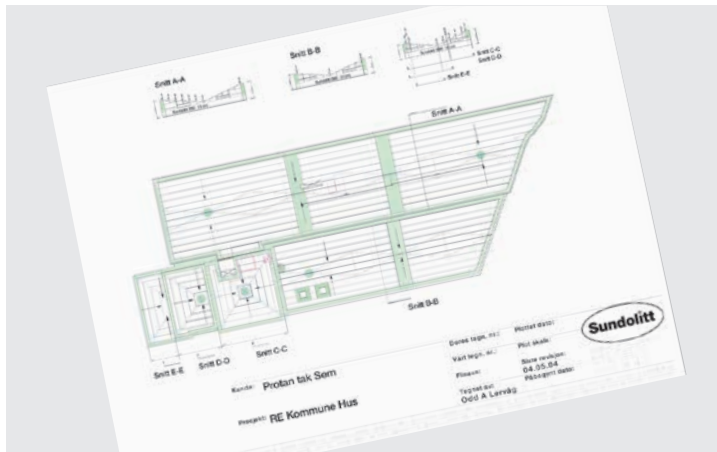 Snitt A-A
Snitt B-B
Snitt C-C
Snitt D-D
Snitt E-E
Snitt A-A
Snitt B-B
Snitt C-C
Snitt D-D
Snitt E-E
Kunde: Protan tak Sem
Prosjekt: RE Kommune Hus
Deres tegn. nr.:
Vårt tegn. nr.:
Filnavn:
Tegnet av:
Odd A Lervåg
Plottet dato:
Plot skala:
Siste revisjon:
04.05.04
Påbegynt dato:
Sundolitt